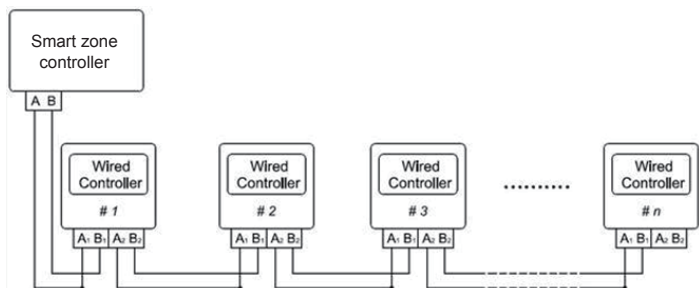 Smart zone
controller
A B
Wired
Controller
# 1
A₁ B₁ A₂ B₂
Wired
Controller
# 2
A₁ B₁ A₂ B₂
Wired
Controller
# 3
A₁ B₁ A₂ B₂
Wired
Controller
# n
A₁ B₁ A₂ B₂